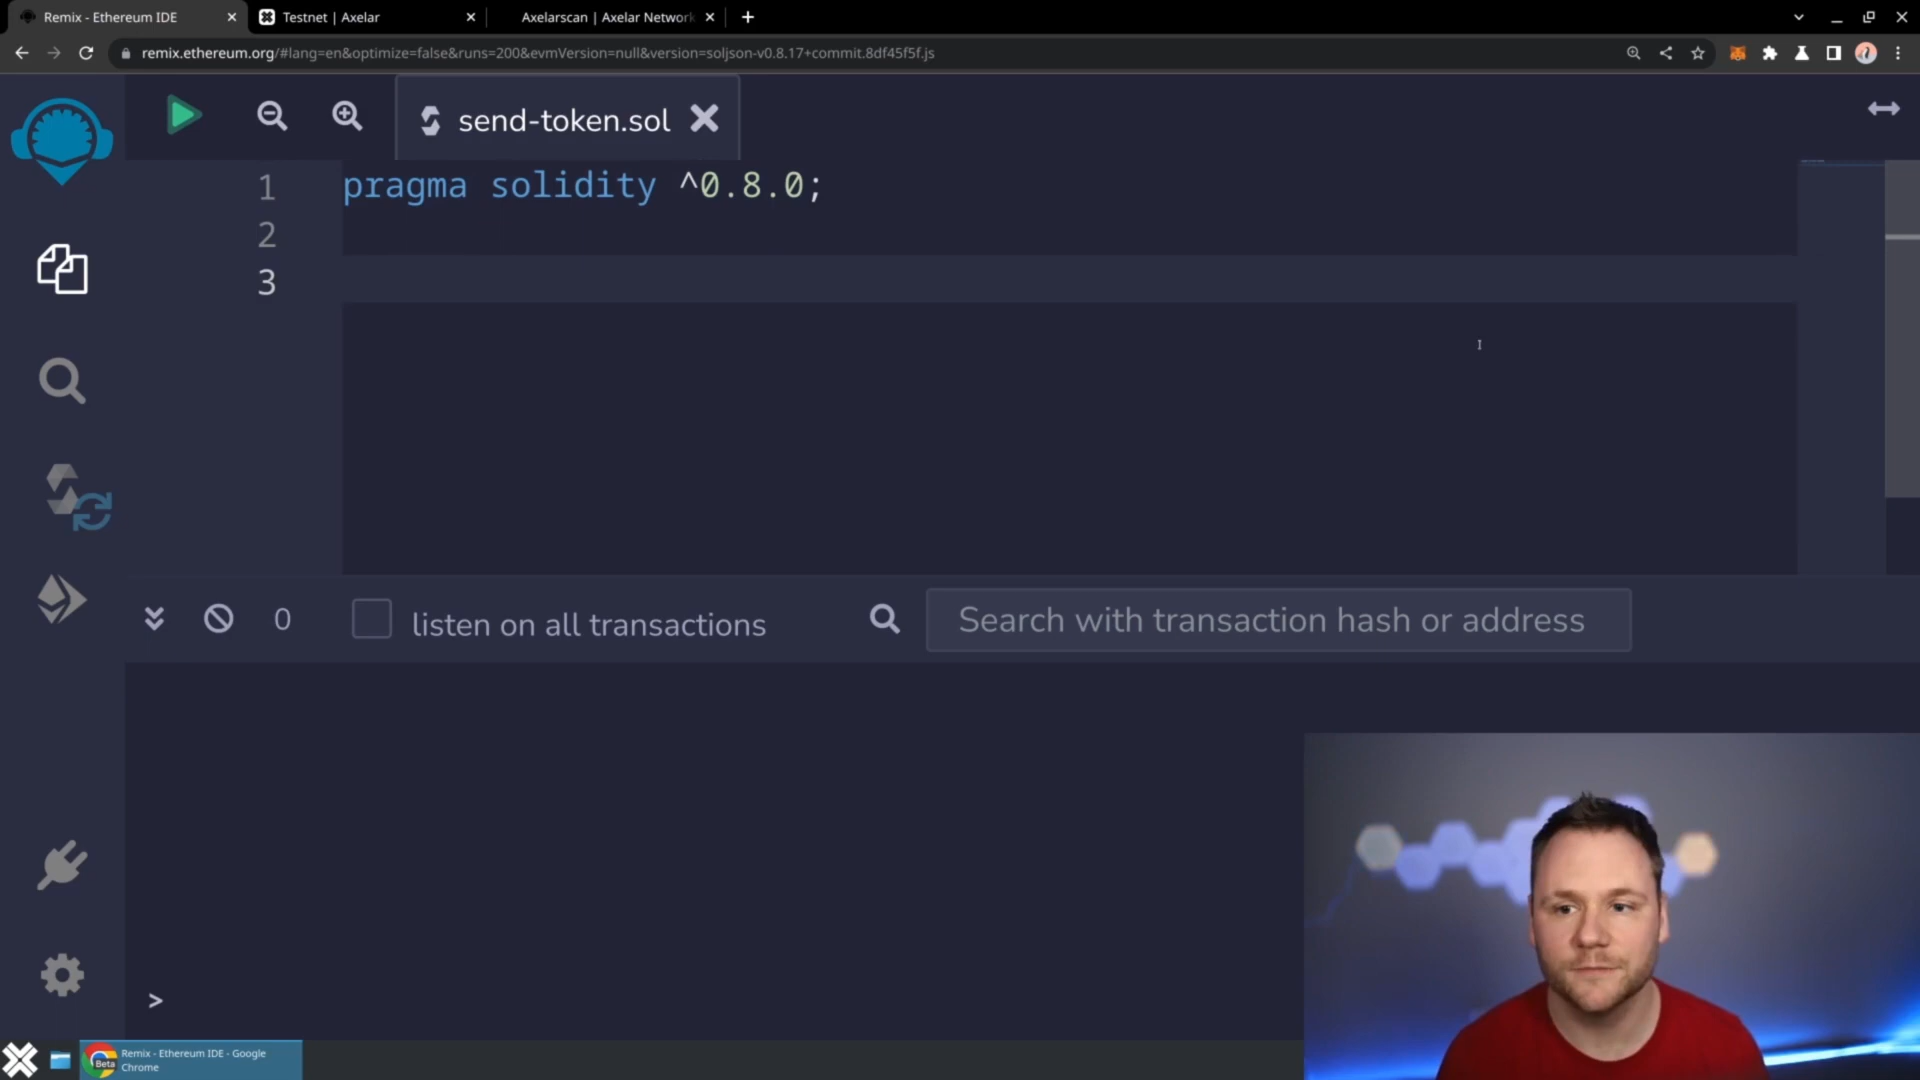 Remix - Ethereum IDE
Testnet | Axelar
Axelarscan | Axelar Network
remix.ethereum.org/#lang=en&optimize=false&runs=200&evmVersion=null&version=soljson-v0.8.17+commit.8df45f5f.js
send-token.sol
1 pragma solidity ^0.8.0;
2
3
0
listen on all transactions
Search with transaction hash or address
>
Beta
Remix - Ethereum IDE - Google
Chrome